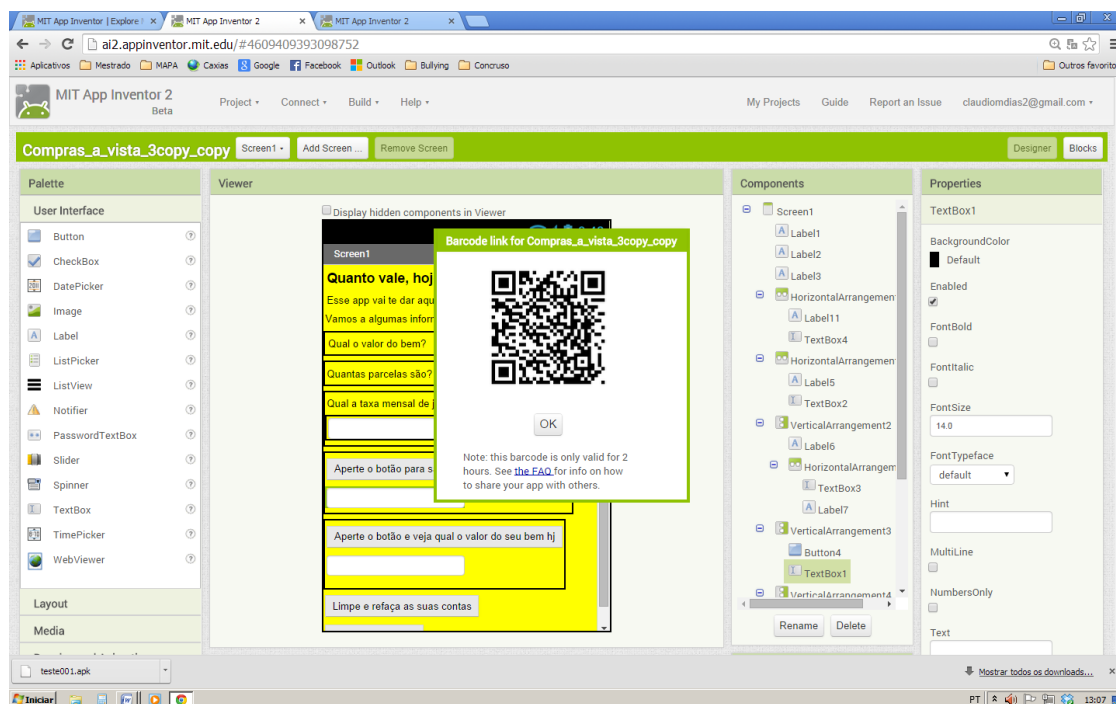 MIT App Inventor | Explore
MIT App Inventor 2
MIT App Inventor 2
ai2.appinventor.mit.edu/#4609409393098752
Aplicativos Mestrado MAPA Caxias Google Facebook Outlook Bullying Concruso Outros favorito
MIT App Inventor 2
Beta
Project Connect Build Help My Projects Guide Report an Issue claudiomdias2@gmail.com
Compras_a_vista_3copy_copy Screen1 Add Screen ... Remove Screen Designer Blocks
Palette
User Interface
Button
CheckBox
DatePicker
Image
Label
ListPicker
ListView
Notifier
PasswordTextBox
Slider
Spinner
TextBox
TimePicker
WebViewer
Layout
Media
Viewer
Display hidden components in Viewer
Screen1
Quanto vale, hoj
Esse app vai te dar aqu
Vamos a algumas inforr
Qual o valor do bem?
Quantas parcelas são?
Qual a taxa mensal de j
Aperte o botão para s
Aperte o botão e veja qual o valor do seu bem hj
Limpe e refaça as suas contas
Barcode link for Compras_a_vista_3copy_copy
OK
Note: this barcode is only valid for 2
hours. See the FAQ for info on how
to share your app with others.
Components
Screen1
Label1
Label2
Label3
HorizontalArrangemen
Label11
TextBox4
HorizontalArrangemen
Label5
TextBox2
VerticalArrangement2
Label6
HorizontalArrangem
TextBox3
Label7
VerticalArrangement3
Button4
TextBox1
VerticalArrangement4
Rename Delete
Properties
TextBox1
BackgroundColor
Default
Enabled
FontBold
FontItalic
FontSize
14.0
FontTypeface
default
Hint
MultiLine
NumbersOnly
Text
teste001.apk
Mostrar todos os downloads...
Iniciar PT 13:07